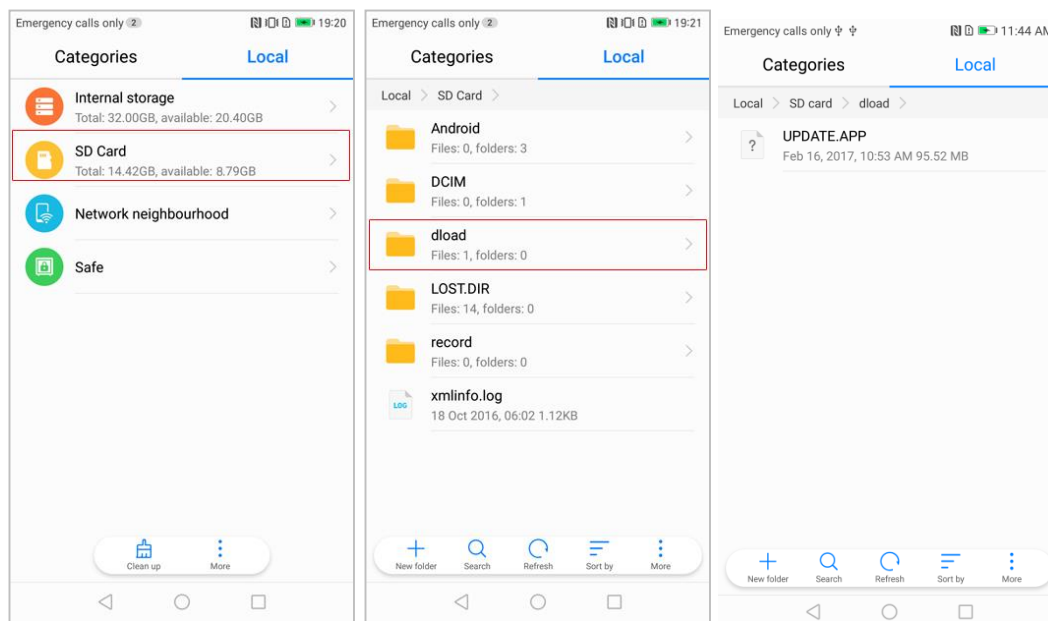 Emergency calls only 2 19:20
Categories Local
Internal storage
Total: 32.00GB, available: 20.40GB
SD Card
Total: 14.42GB, available: 8.79GB
Network neighbourhood
Safe
Clean up More
Emergency calls only 2 19:21
Categories Local
Local > SD Card >
Android
Files: 0, folders: 3
DCIM
Files: 0, folders: 1
dload
Files: 1, folders: 0
LOST.DIR
Files: 14, folders: 0
record
Files: 0, folders: 0
LOG
xmlinfo.log
18 Oct 2016, 06:02 1.12KB
New folder Search Refresh Sort by More
Emergency calls only 11:44 AM
Categories Local
Local > SD card > dload >
?
UPDATE.APP
Feb 16, 2017, 10:53 AM 95.52 MB
New folder Search Refresh Sort by More